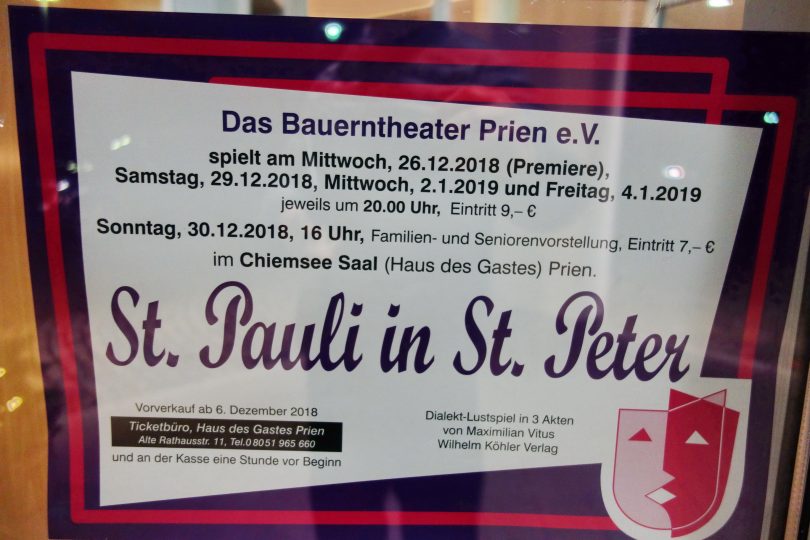 Das Bauerntheater Prien e.V.
spielt am Mittwoch, 26.12.2018 (Premiere),
Samstag, 29.12.2018, Mittwoch, 2.1.2019 und Freitag, 4.1.2019
jeweils um 20.00 Uhr, Eintritt 9,– €
Sonntag, 30.12.2018, 16 Uhr, Familien- und Seniorenvorstellung, Eintritt 7,– €
im Chiemsee Saal (Haus des Gastes) Prien.
St. Pauli in St. Peter
Vorverkauf ab 6. Dezember 2018
Ticketbüro, Haus des Gastes Prien
Alte Rathausstr. 11, Tel. 0 80 51 965 660
und an der Kasse eine Stunde vor Beginn
Dialekt-Lustspiel in 3 Akten
von Maximilian Vitus
Wilhelm Köhler Verlag